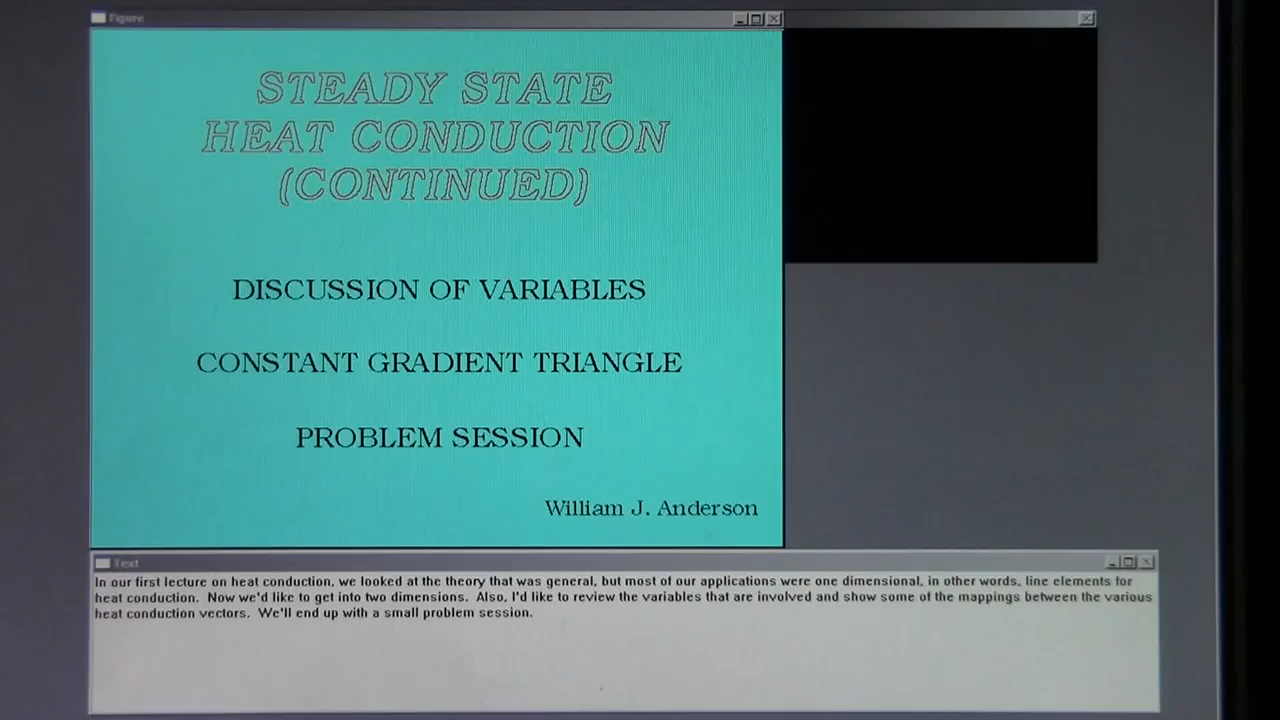 Figure
STEADY STATE
HEAT CONDUCTION
(CONTINUED)
DISCUSSION OF VARIABLES
CONSTANT GRADIENT TRIANGLE
PROBLEM SESSION
William J. Anderson
Text
In our first lecture on heat conduction, we looked at the theory that was general, but most of our applications were one dimensional, in other words, line elements for
heat conduction.  Now we'd like to get into two dimensions.  Also, I'd like to review the variables that are involved and show some of the mappings between the various
heat conduction vectors.  We'll end up with a small problem session.